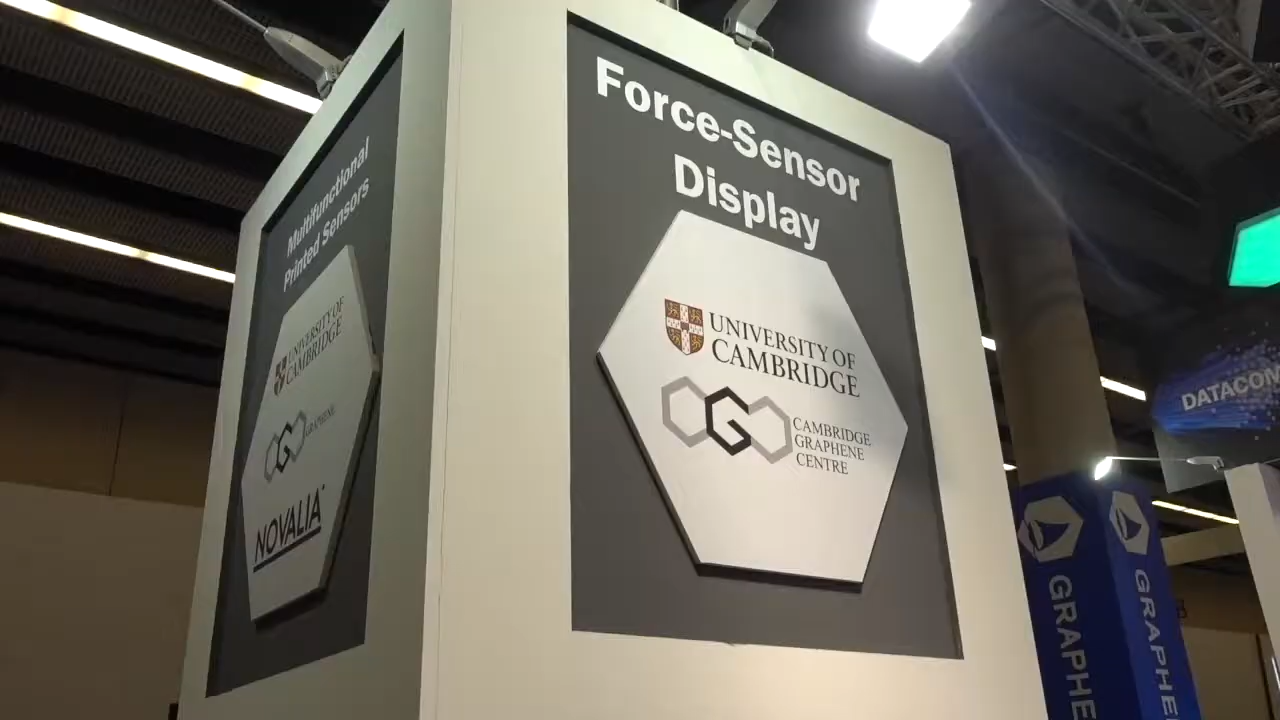 Multifunctional
Printed Sensors
UNIVERSITY OF
CAMBRIDGE
GRAPHENE
NOVALIA
Force-Sensor
Display
UNIVERSITY OF
CAMBRIDGE
CAMBRIDGE
GRAPHENE
CENTRE
DATACOM
GRAPHE
GRAPHE